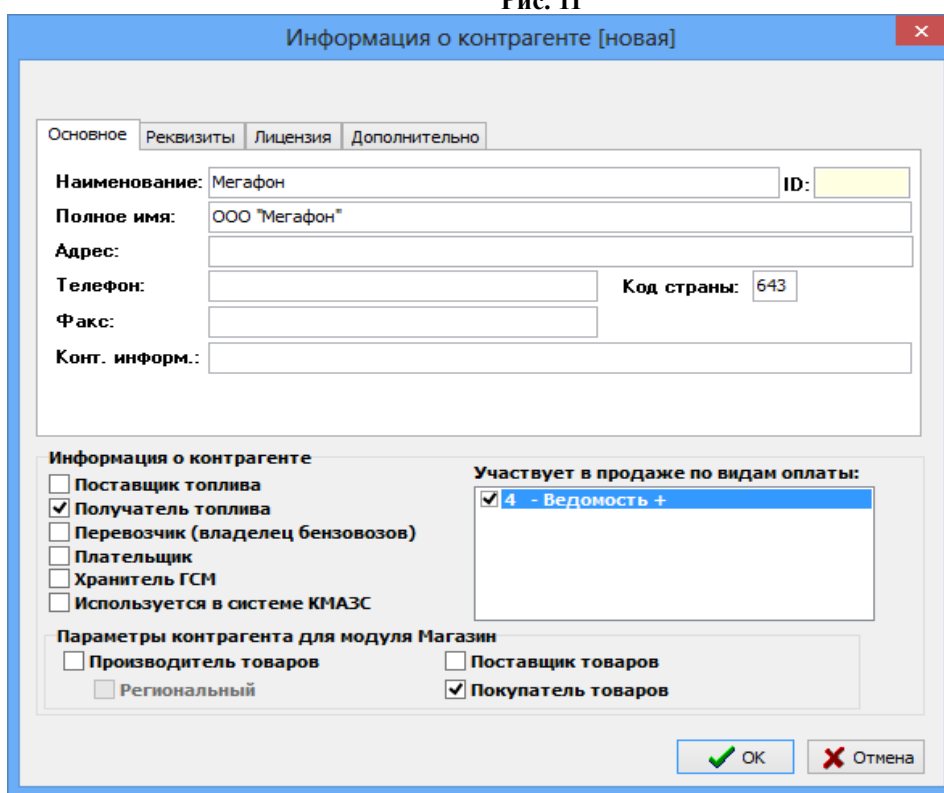 Рис. 11
Информация о контрагенте [новая]
Основное Реквизиты Лицензия Дополнительно
Наименование: Мегафон ID:
Полное имя: ООО "Мегафон"
Адрес:
Телефон: Код страны: 643
Факс:
Конт. информ.:
Информация о контрагенте
Участвует в продаже по видам оплаты:
Поставщик топлива
4 - Ведомость +
Получатель топлива
Перевозчик (владелец бензовозов)
Плательщик
Хранитель ГСМ
Используется в системе КМАЗС
Параметры контрагента для модуля Магазин
Производитель товаров Поставщик товаров
Региональный Покупатель товаров
ОК Отмена